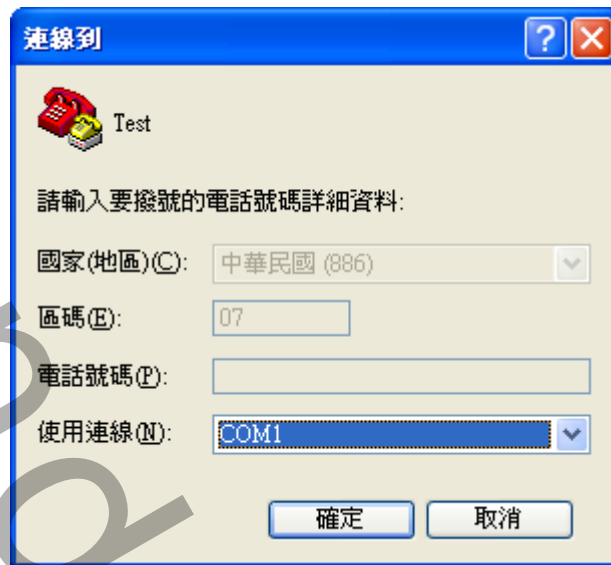 連線到
Test
請輸入要撥號的電話號碼詳細資料:
國家(地區)(C): 中華民國 (886)
區碼(E): 07
電話號碼(P):
使用連線(N): COM1
確定 取消